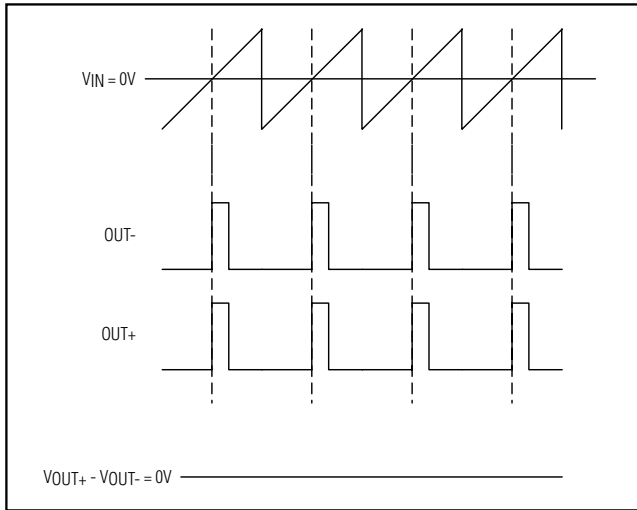 VIN = 0V
OUT-
OUT+
VOUT+ - VOUT- = 0V